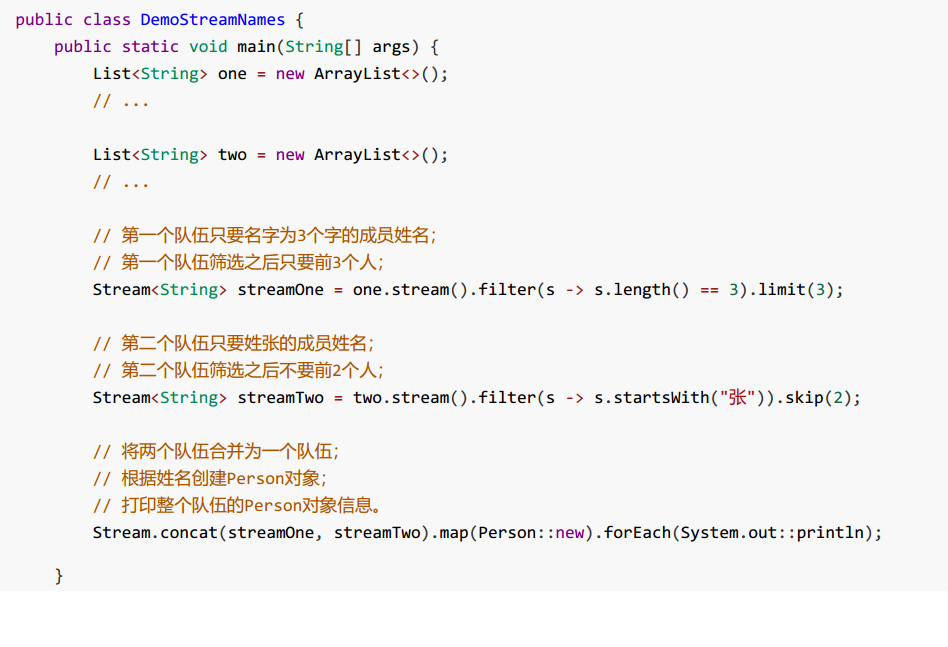 public class DemoStreamNames {
public static void main(String[] args) {
List<String> one = new ArrayList<>();
// ...
List<String> two = new ArrayList<>();
// ...
// 第一个队伍只要名字为3个字的成员姓名;
// 第一个队伍筛选之后只要前3个人;
Stream<String> streamOne = one.stream().filter(s -> s.length() == 3).limit(3);
// 第二个队伍只要姓张的成员姓名;
// 第二个队伍筛选之后不要前2个人;
Stream<String> streamTwo = two.stream().filter(s -> s.startsWith("张")).skip(2);
// 将两个队伍合并为一个队伍;
// 根据姓名创建Person对象;
// 打印整个队伍的Person对象信息。
Stream.concat(streamOne, streamTwo).map(Person::new).forEach(System.out::println);
}